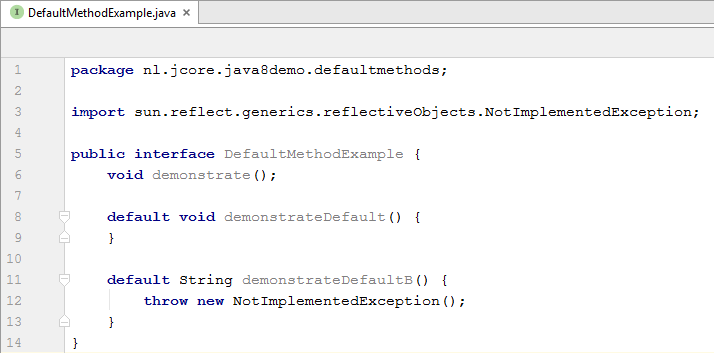 DefaultMethodExample.java
1 package nl.jcore.java8demo.defaultmethods;
2
3 import sun.reflect.generics.reflectiveObjects.NotImplementedException;
4
5 public interface DefaultMethodExample {
6     void demonstrate();
7
8     default void demonstrateDefault() {
9     }
10
11     default String demonstrateDefaultB() {
12         throw new NotImplementedException();
13     }
14 }